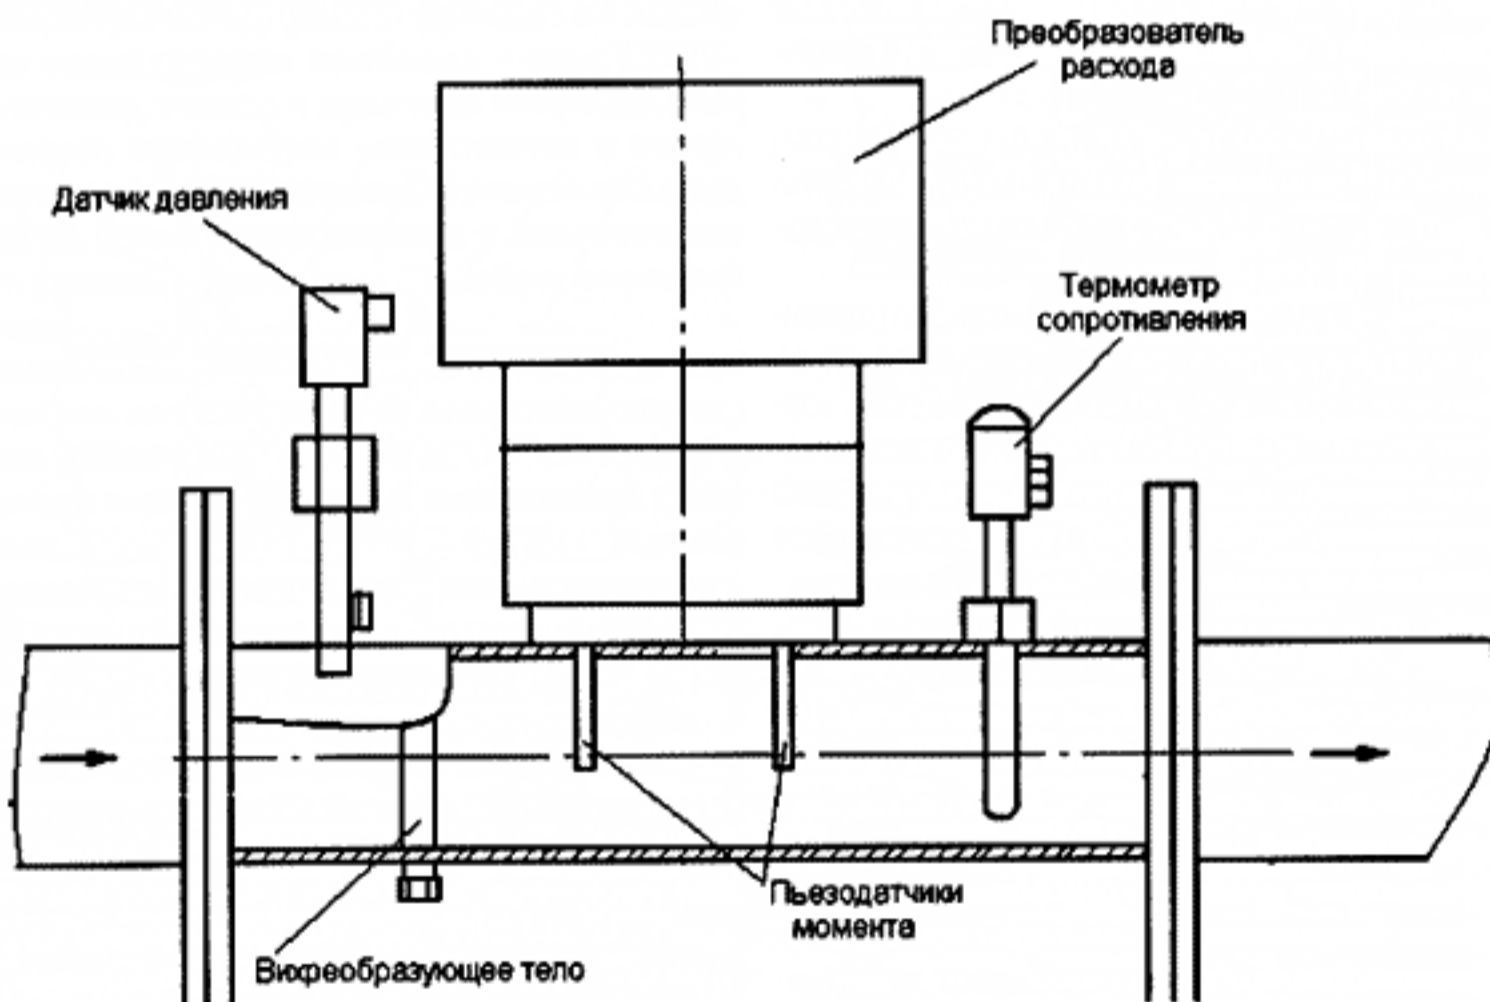 Преобразователь
расхода
Датчик давления
Термометр
сопротивления
Пьезодатчики
момента
Вихреобразующее тело